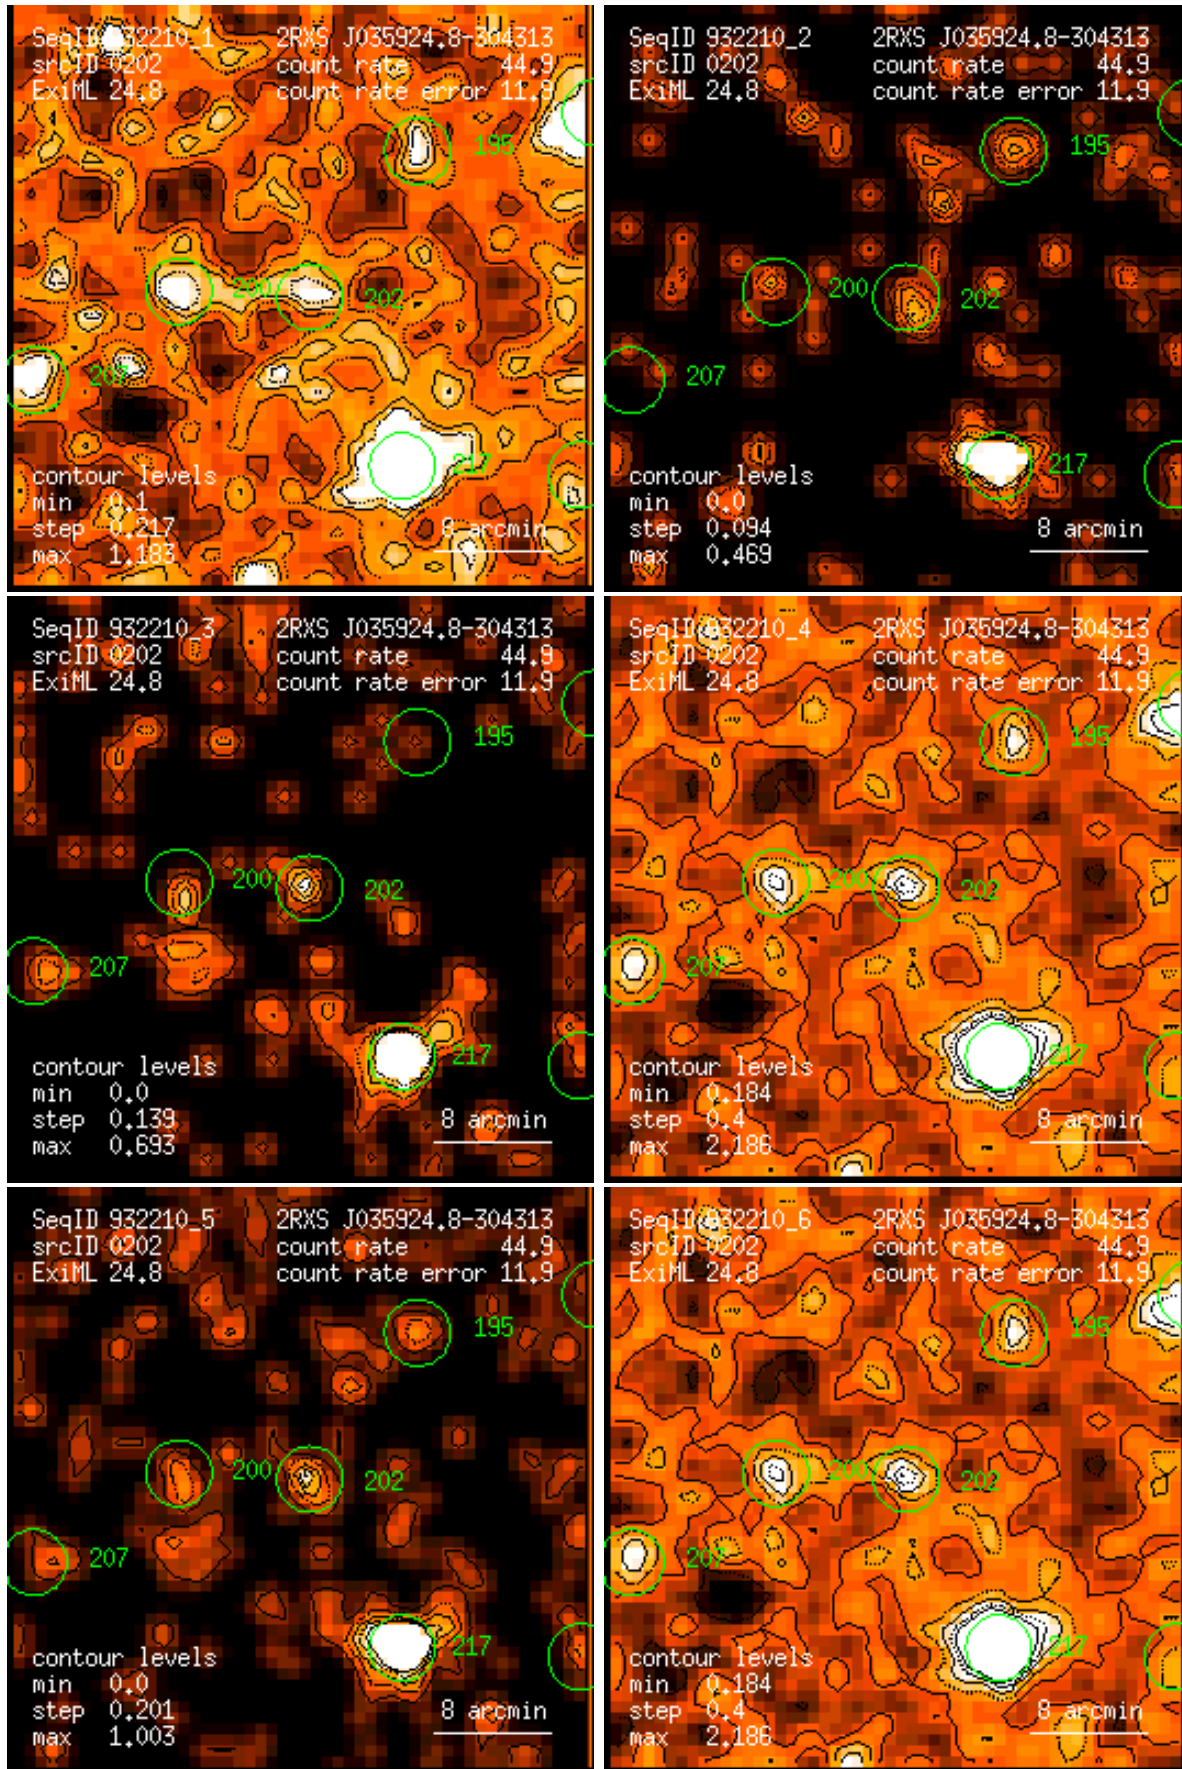 SeqID 932210_1 2RXS J035924.8-304313
srcID 0202 count rate 44.9
ExiML 24.8 count rate error 11.9
195
200 202
207
217
contour levels
min 0.1
step 0.217
max 1.183
8 arcmin
SeqID 932210_2 2RXS J035924.8-304313
srcID 0202 count rate 44.9
ExiML 24.8 count rate error 11.9
195
200 202
207
217
contour levels
min 0.0
step 0.094
max 0.469
8 arcmin
SeqID 932210_3 2RXS J035924.8-304313
srcID 0202 count rate 44.9
ExiML 24.8 count rate error 11.9
195
200 202
207
217
contour levels
min 0.0
step 0.139
max 0.693
8 arcmin
SeqID 932210_4 2RXS J035924.8-304313
srcID 0202 count rate 44.9
ExiML 24.8 count rate error 11.9
195
200 202
207
217
contour levels
min 0.184
step 0.4
max 2.186
8 arcmin
SeqID 932210_5 2RXS J035924.8-304313
srcID 0202 count rate 44.9
ExiML 24.8 count rate error 11.9
195
200 202
207
217
contour levels
min 0.0
step 0.201
max 1.003
8 arcmin
SeqID 932210_6 2RXS J035924.8-304313
srcID 0202 count rate 44.9
ExiML 24.8 count rate error 11.9
195
200 202
207
217
contour levels
min 0.184
step 0.4
max 2.186
8 arcmin